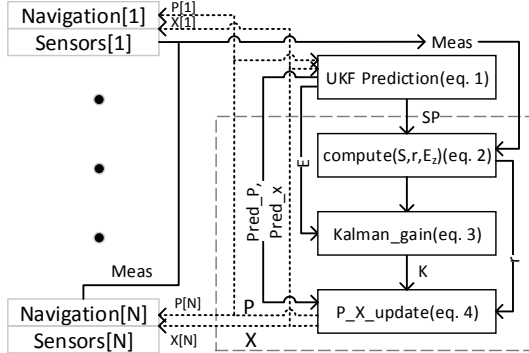 Navigation[1]
Sensors[1]
P[1]
X[1]
Meas
UKF Prediction(eq. 1)
SP
compute(S,r,E_z)(eq. 2)
E
Pred_P,
Pred_x
Kalman_gain(eq. 3)
r
K
Meas
Navigation[N]
Sensors[N]
P[N]
X[N]
P
X
P_X_update(eq. 4)